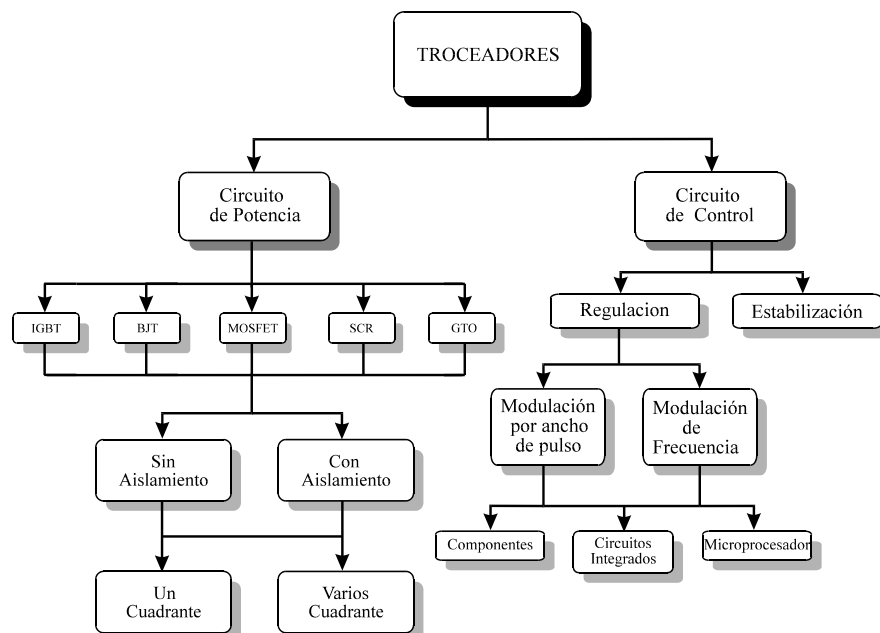 TROCEADORES
Circuito
de Potencia
Circuito
de Control
IGBT
BJT
MOSFET
SCR
GTO
Regulacion
Estabilización
Modulación
por ancho
de pulso
Modulación
de
Frecuencia
Sin
Aislamiento
Con
Aislamiento
Componentes
Circuitos
Integrados
Microprocesador
Un
Cuadrante
Varios
Cuadrante